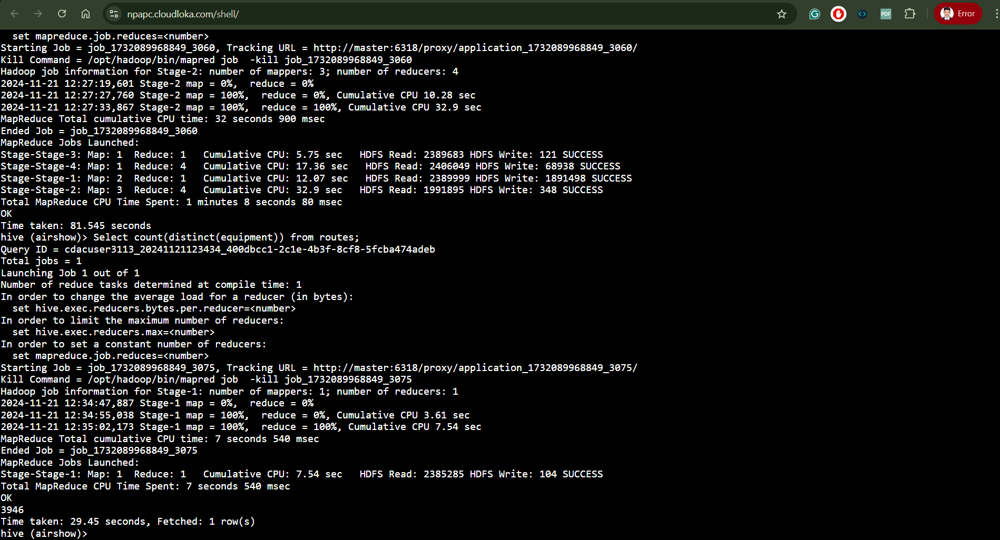 npapc.cloudloka.com/shell/
PDF
Error
set mapreduce.job.reduces=<number>
Starting Job = job_1732089968849_3060, Tracking URL = http://master:6318/proxy/application_1732089968849_3060/
Kill Command = /opt/hadoop/bin/mapred job  -kill job_1732089968849_3060
Hadoop job information for Stage-2: number of mappers: 3; number of reducers: 4
2024-11-21 12:27:19,601 Stage-2 map = 0%,  reduce = 0%
2024-11-21 12:27:27,760 Stage-2 map = 100%,  reduce = 0%, Cumulative CPU 10.28 sec
2024-11-21 12:27:33,867 Stage-2 map = 100%,  reduce = 100%, Cumulative CPU 32.9 sec
MapReduce Total cumulative CPU time: 32 seconds 900 msec
Ended Job = job_1732089968849_3060
MapReduce Jobs Launched:
Stage-Stage-3: Map: 1  Reduce: 1   Cumulative CPU: 5.75 sec   HDFS Read: 2389683 HDFS Write: 121 SUCCESS
Stage-Stage-4: Map: 1  Reduce: 4   Cumulative CPU: 17.36 sec   HDFS Read: 2406049 HDFS Write: 68938 SUCCESS
Stage-Stage-1: Map: 2  Reduce: 1   Cumulative CPU: 12.07 sec   HDFS Read: 2389999 HDFS Write: 1891498 SUCCESS
Stage-Stage-2: Map: 3  Reduce: 4   Cumulative CPU: 32.9 sec   HDFS Read: 1991895 HDFS Write: 348 SUCCESS
Total MapReduce CPU Time Spent: 1 minutes 8 seconds 80 msec
OK
Time taken: 81.545 seconds
hive (airshow)> Select count(distinct(equipment)) from routes;
Query ID = cdacuser3113_20241121123434_400dbcc1-2c1e-4b3f-8cf8-5fcba474adeb
Total jobs = 1
Launching Job 1 out of 1
Number of reduce tasks determined at compile time: 1
In order to change the average load for a reducer (in bytes):
set hive.exec.reducers.bytes.per.reducer=<number>
In order to limit the maximum number of reducers:
set hive.exec.reducers.max=<number>
In order to set a constant number of reducers:
set mapreduce.job.reduces=<number>
Starting Job = job_1732089968849_3075, Tracking URL = http://master:6318/proxy/application_1732089968849_3075/
Kill Command = /opt/hadoop/bin/mapred job  -kill job_1732089968849_3075
Hadoop job information for Stage-1: number of mappers: 1; number of reducers: 1
2024-11-21 12:34:47,887 Stage-1 map = 0%,  reduce = 0%
2024-11-21 12:34:55,038 Stage-1 map = 100%,  reduce = 0%, Cumulative CPU 3.61 sec
2024-11-21 12:35:02,173 Stage-1 map = 100%,  reduce = 100%, Cumulative CPU 7.54 sec
MapReduce Total cumulative CPU time: 7 seconds 540 msec
Ended Job = job_1732089968849_3075
MapReduce Jobs Launched:
Stage-Stage-1: Map: 1  Reduce: 1   Cumulative CPU: 7.54 sec   HDFS Read: 2385285 HDFS Write: 104 SUCCESS
Total MapReduce CPU Time Spent: 7 seconds 540 msec
OK
3946
Time taken: 29.45 seconds, Fetched: 1 row(s)
hive (airshow)>